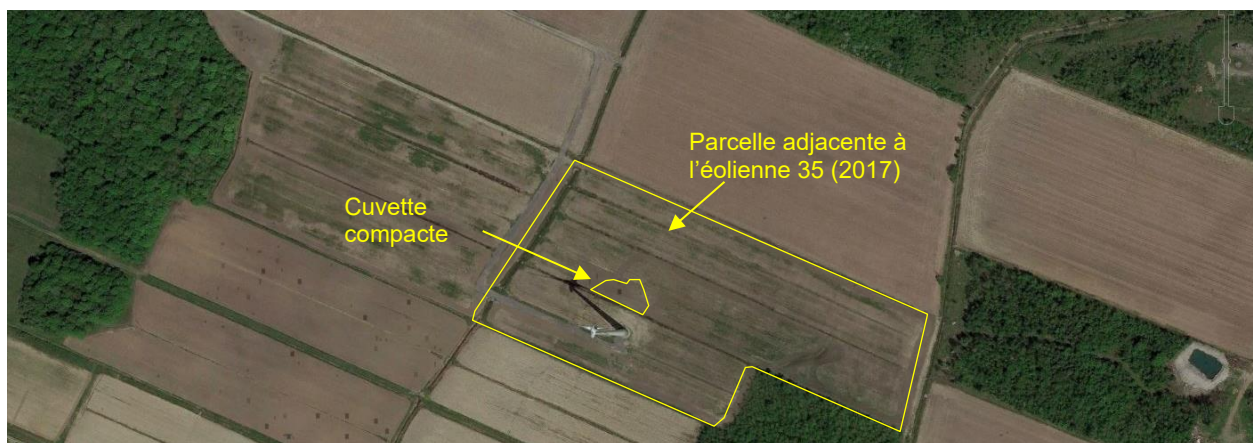 Parcelle adjacente à
l’éolienne 35 (2017)
Cuvette
compacte